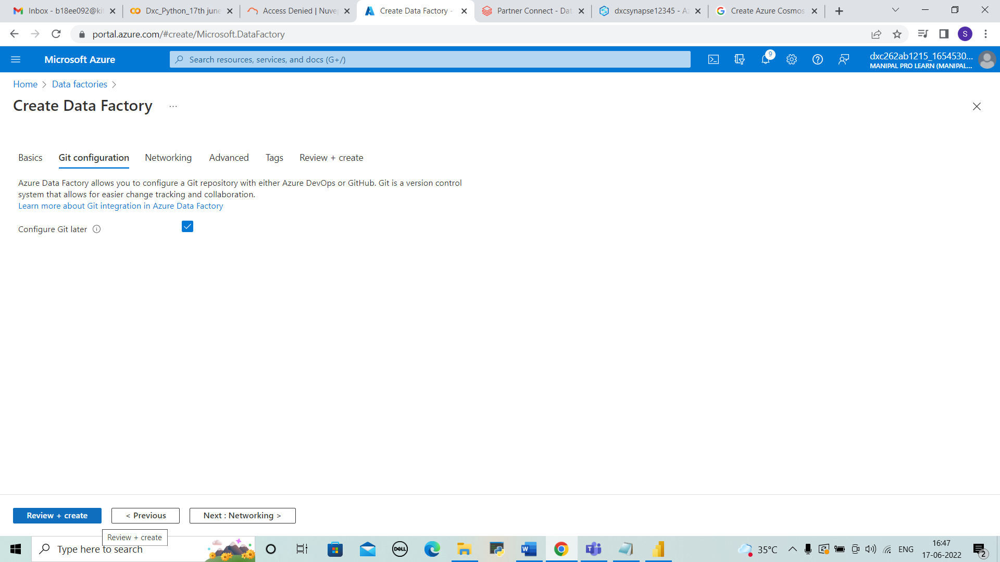 Inbox - b18ee092@ki
Dxc_Python_17th june
Access Denied | Nuve
Create Data Factory -
Partner Connect - Dat
dxcsynapse12345 - A
Create Azure Cosmos
portal.azure.com/#create/Microsoft.DataFactory
S
Microsoft Azure
Search resources, services, and docs (G+/)
9
dxc262ab1215_1654530...
MANIPAL PRO LEARN (MANIPAL...
Home > Data factories >
Create Data Factory ...
Basics Git configuration Networking Advanced Tags Review + create
Azure Data Factory allows you to configure a Git repository with either Azure DevOps or GitHub. Git is a version control
system that allows for easier change tracking and collaboration.
Learn more about Git integration in Azure Data Factory
Configure Git later
Review + create
< Previous
Next : Networking >
Review + create
Type here to search
DELL
35°C
ENG
16:47
17-06-2022
2